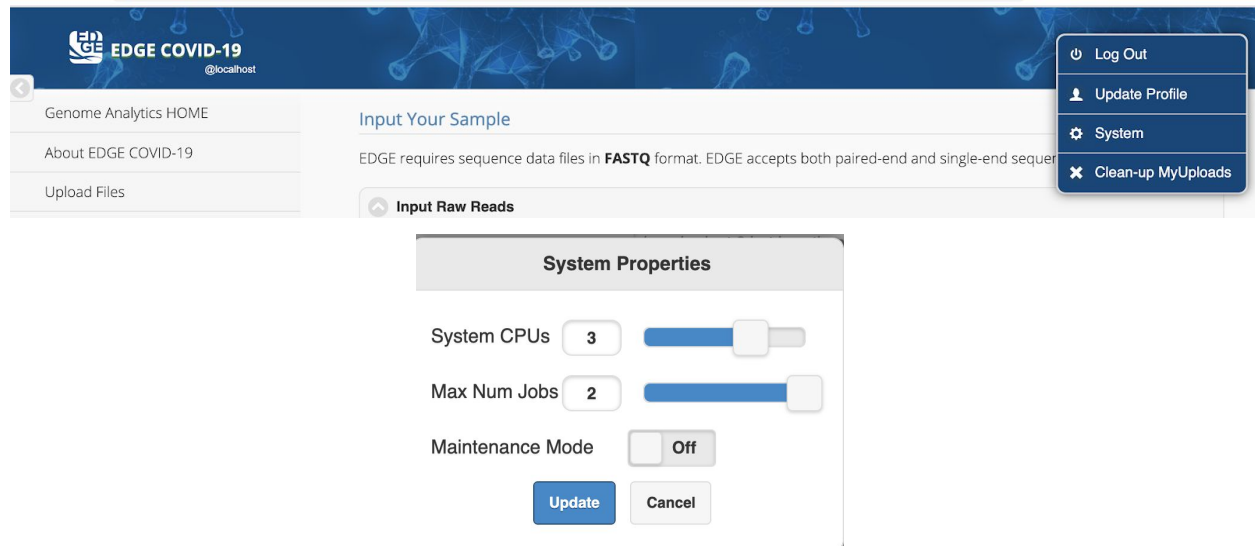 EDGE
EDGE COVID-19
@localhost
Log Out
Update Profile
System
Clean-up MyUploads
Genome Analytics HOME
About EDGE COVID-19
Upload Files
Input Your Sample
EDGE requires sequence data files in FASTQ format. EDGE accepts both paired-end and single-end
Input Raw Reads
System Properties
System CPUs 3
Max Num Jobs 2
Maintenance Mode Off
Update Cancel